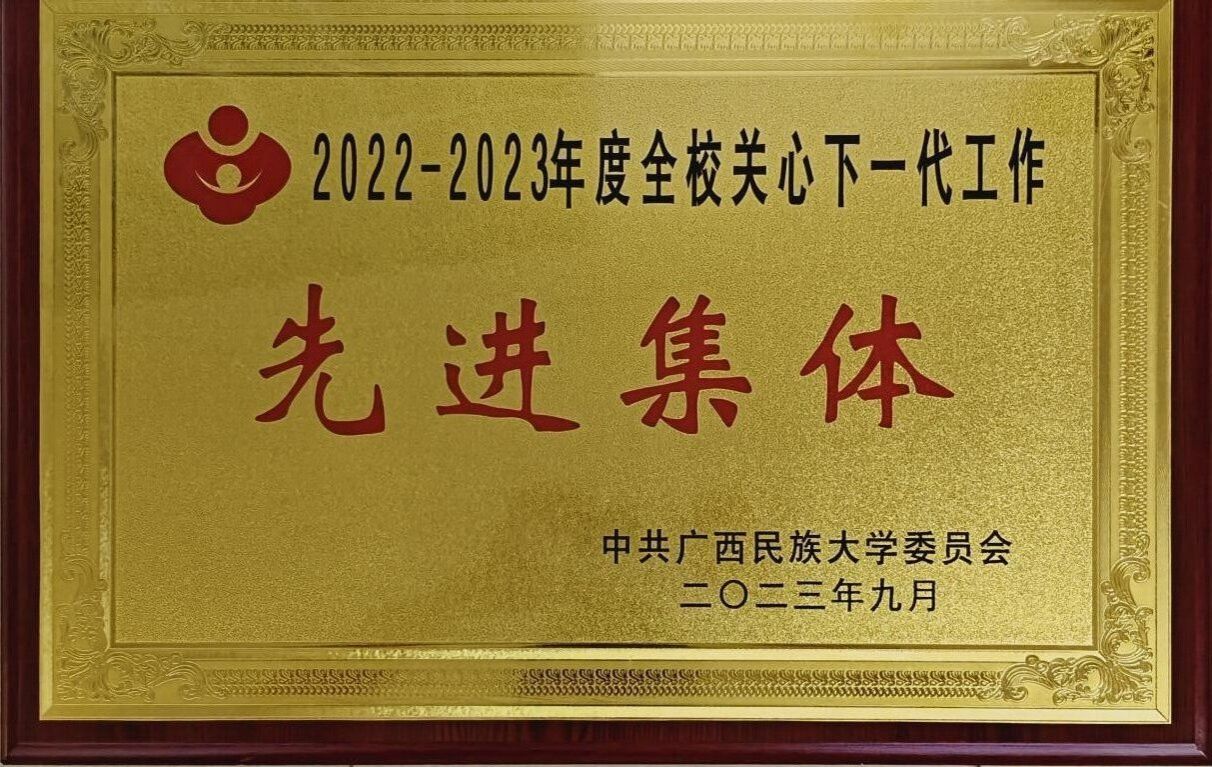 2022-2023年度全校关心下一代工作
先进集体
中共广西民族大学委员会
二〇二三年九月